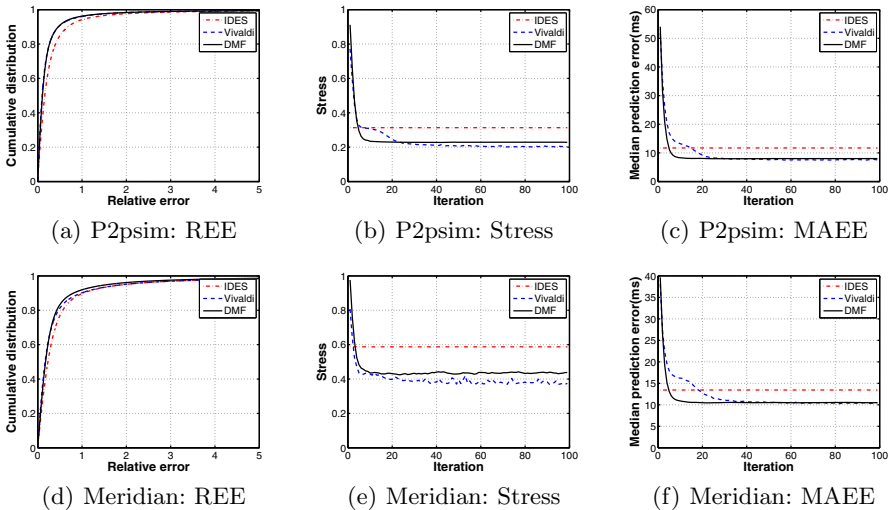 Cumulative distribution
1
0.8
0.6
0.4
0.2
0
0 1 2 3 4 5
Relative error
IDES
Vivaldi
DMF
(a) P2psim: REE
Stress
1
0.8
0.6
0.4
0.2
0
0 20 40 60 80 100
Iteration
IDES
Vivaldi
DMF
(b) P2psim: Stress
Median prediction error(ms)
60
50
40
30
20
10
0
0 20 40 60 80 100
Iteration
IDES
Vivaldi
DMF
(c) P2psim: MAEE
Cumulative distribution
1
0.8
0.6
0.4
0.2
0
0 1 2 3 4 5
Relative error
IDES
Vivaldi
DMF
(d) Meridian: REE
Stress
1
0.8
0.6
0.4
0.2
0
0 20 40 60 80 100
Iteration
IDES
Vivaldi
DMF
(e) Meridian: Stress
Median prediction error(ms)
40
35
30
25
20
15
10
5
0
0 20 40 60 80 100
Iteration
IDES
Vivaldi
DMF
(f) Meridian: MAEE